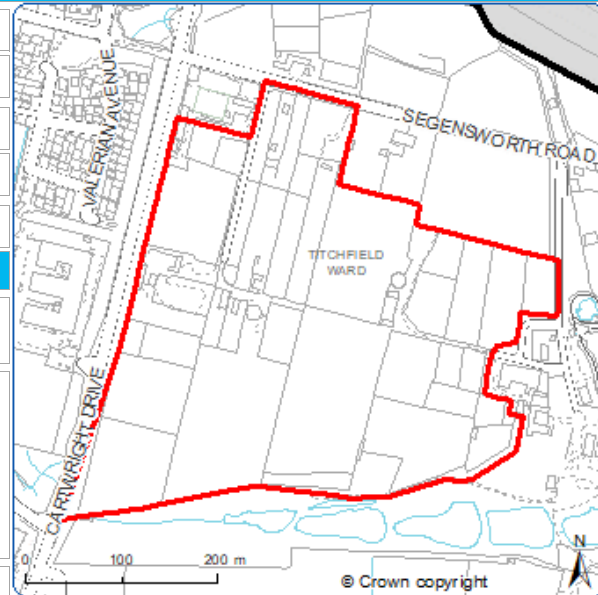 VALERIAN AVENUE
SEGENSWORTH ROAD
TITCHFIELD
WARD
CARTWRIGHT DRIVE
N
0 100 200 m
© Crown copyright